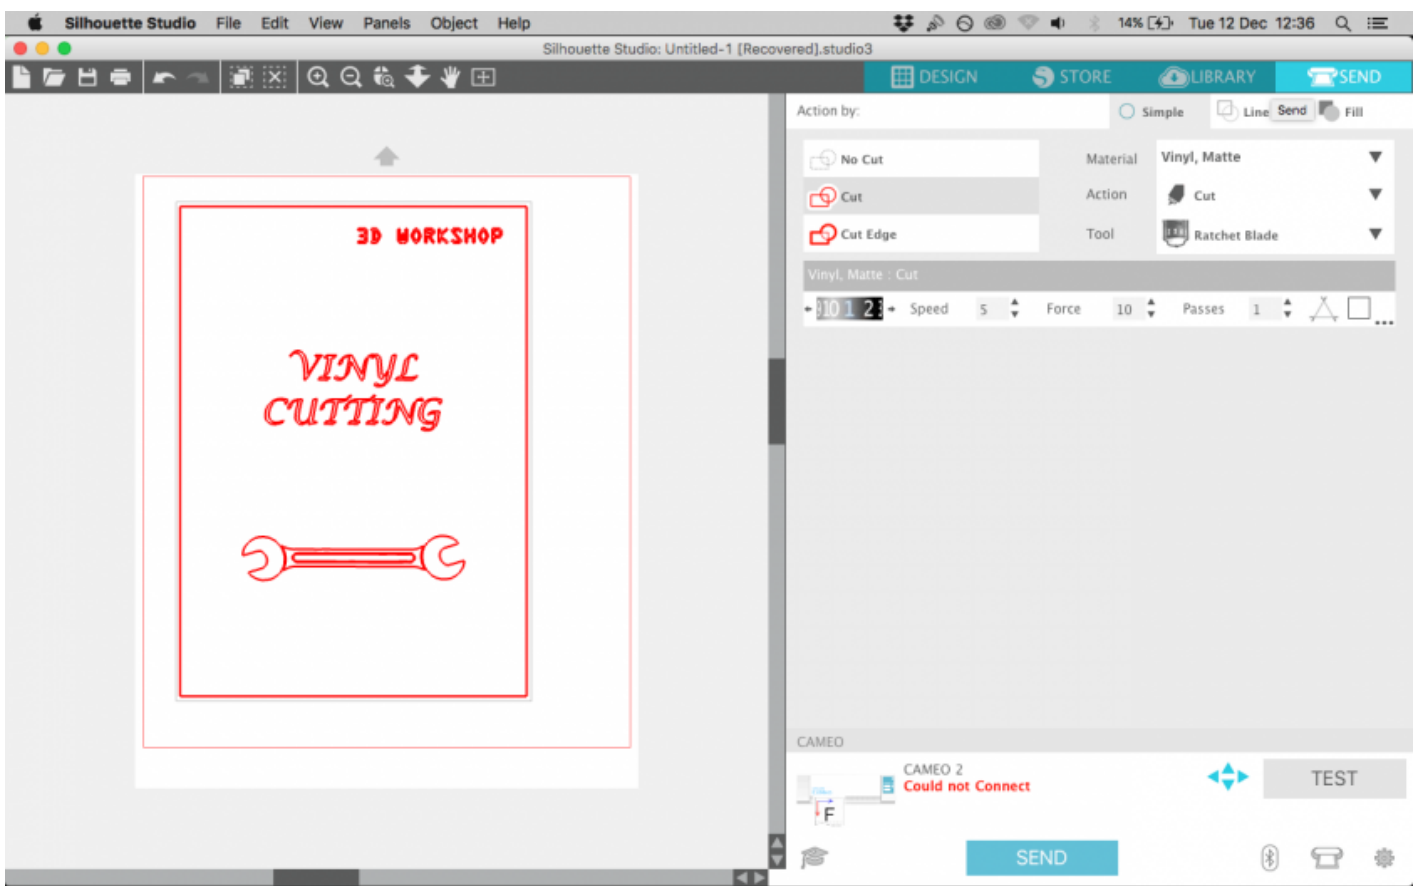 Silhouette Studio File Edit View Panels Object Help 14% Tue 12 Dec 12:36
Silhouette Studio: Untitled-1 [Recovered].studio3
DESIGN STORE LIBRARY SEND
Action by: Simple Line Send Fill
No Cut Material Vinyl, Matte
Cut Action Cut
Cut Edge Tool Ratchet Blade
Vinyl, Matte : Cut
10 1 2 Speed 5 Force 10 Passes 1
3D WORKSHOP
VINYL
CUTTING
CAMEO
CAMEO 2
Could not Connect
TEST
F
SEND